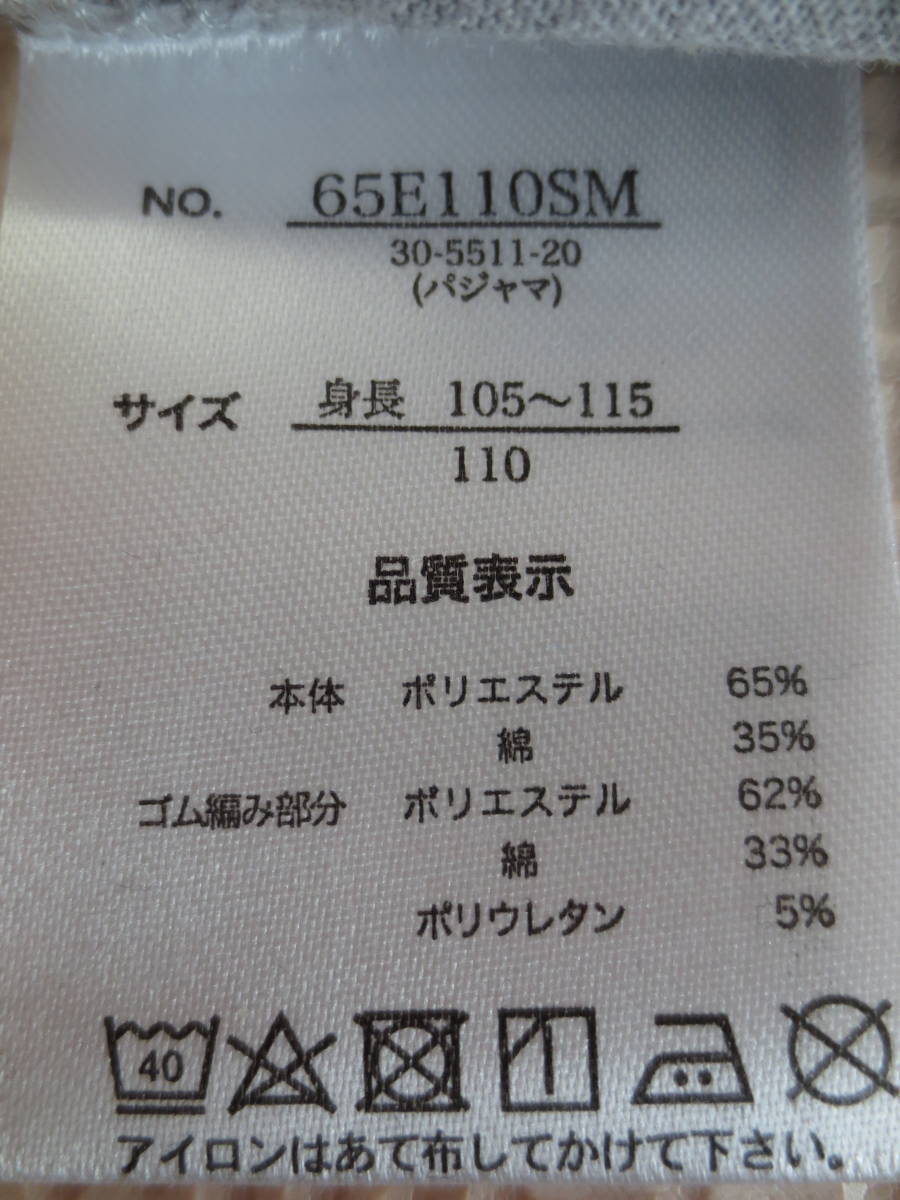 NO. 65E110SM
30-5511-20
(パジャマ)
サイズ 身長 105～115
110
品質表示
本体 ポリエステル 65%
綿 35%
ゴム編み部分 ポリエステル 62%
綿 33%
ポリウレタン 5%
40
アイロンはあて布してかけて下さい。